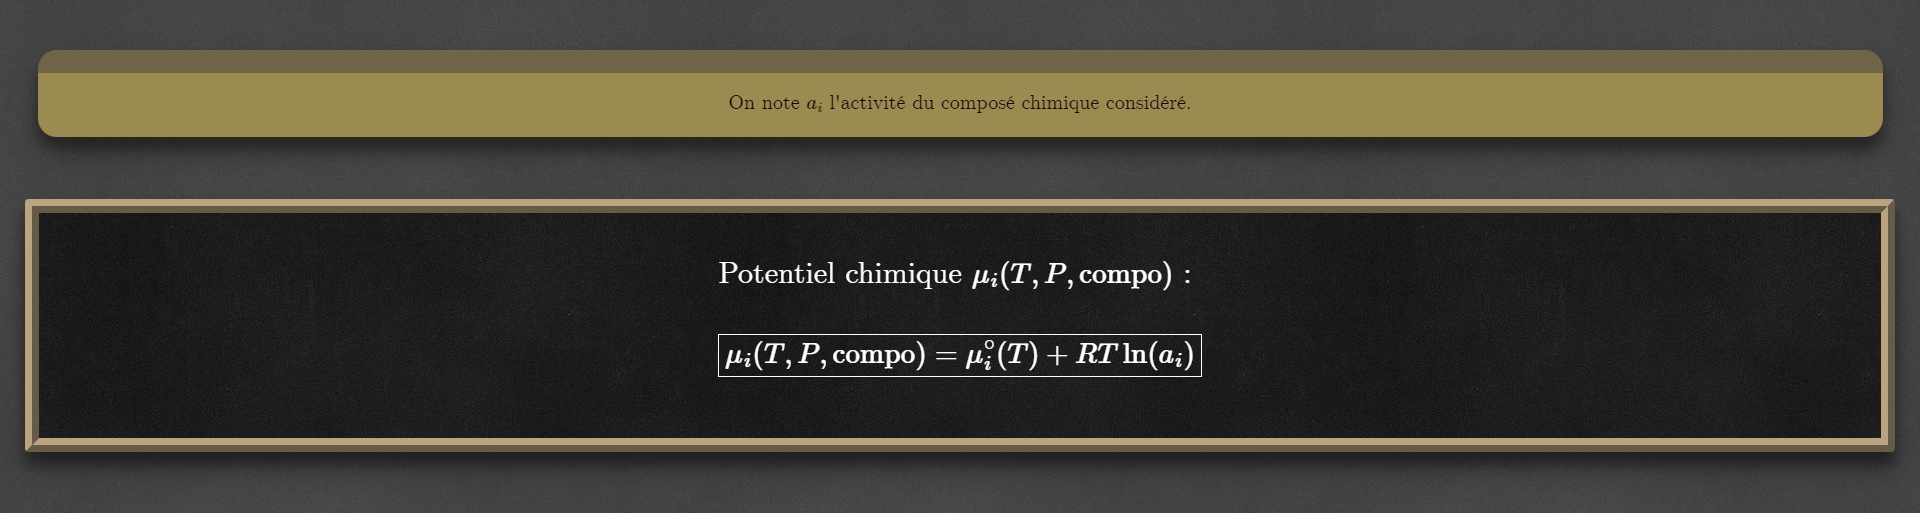 On note $a_i$ l'activité du composé chimique considéré.
Potentiel chimique $\mu_i(T, P, \text{compo})$ :
$\mu_i(T, P, \text{compo}) = \mu_i^\circ(T) + RT \ln(a_i)$